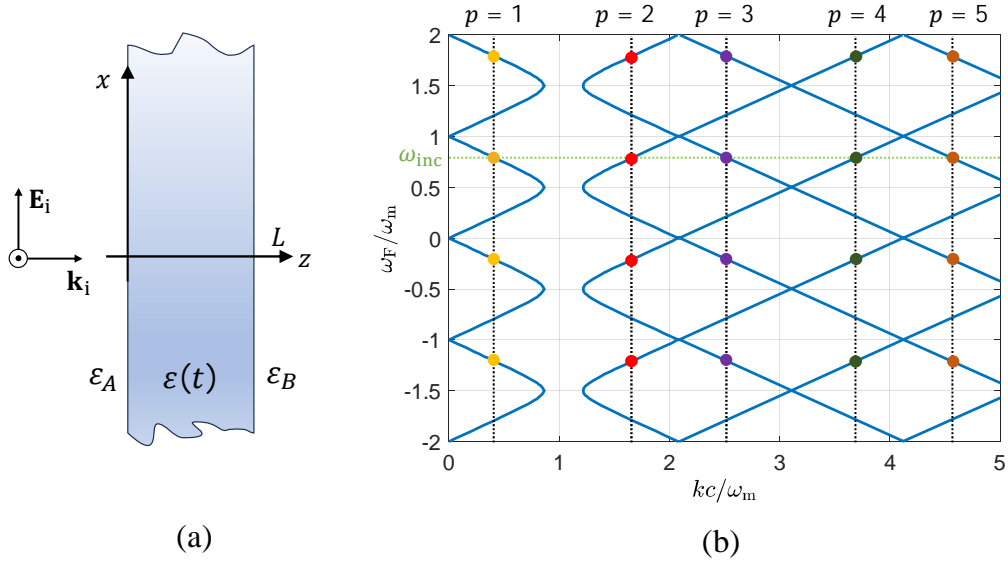 x
E_i
k_i
L
z
ε_A
ε(t)
ε_B
(a)
p = 1
p = 2
p = 3
p = 4
p = 5
2
1.5
1
ω_inc
0.5
0
-0.5
-1
-1.5
-2
ω_F/ω_m
0 1 2 3 4 5
kc/ω_m
(b)